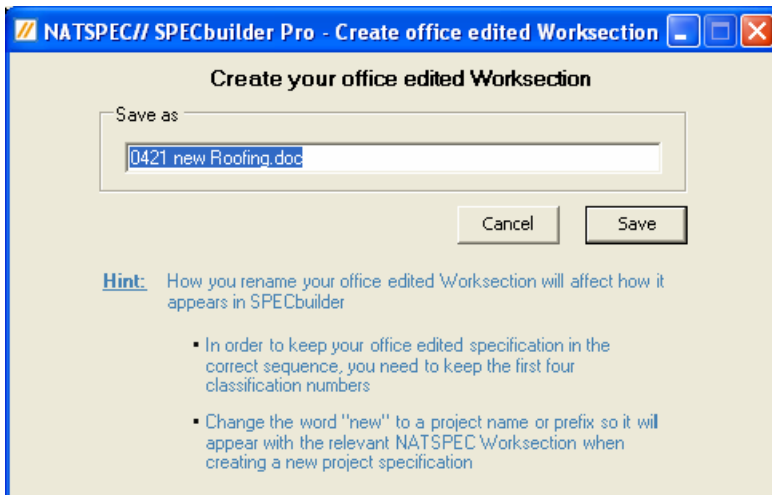 NATSPEC// SPECbuilder Pro - Create office edited Worksection
Create your office edited Worksection
Save as
0421 new Roofing.doc
Cancel Save
Hint: How you rename your office edited Worksection will affect how it
appears in SPECbuilder
▪ In order to keep your office edited specification in the
correct sequence, you need to keep the first four
classification numbers
▪ Change the word "new" to a project name or prefix so it will
appear with the relevant NATSPEC Worksection when
creating a new project specification